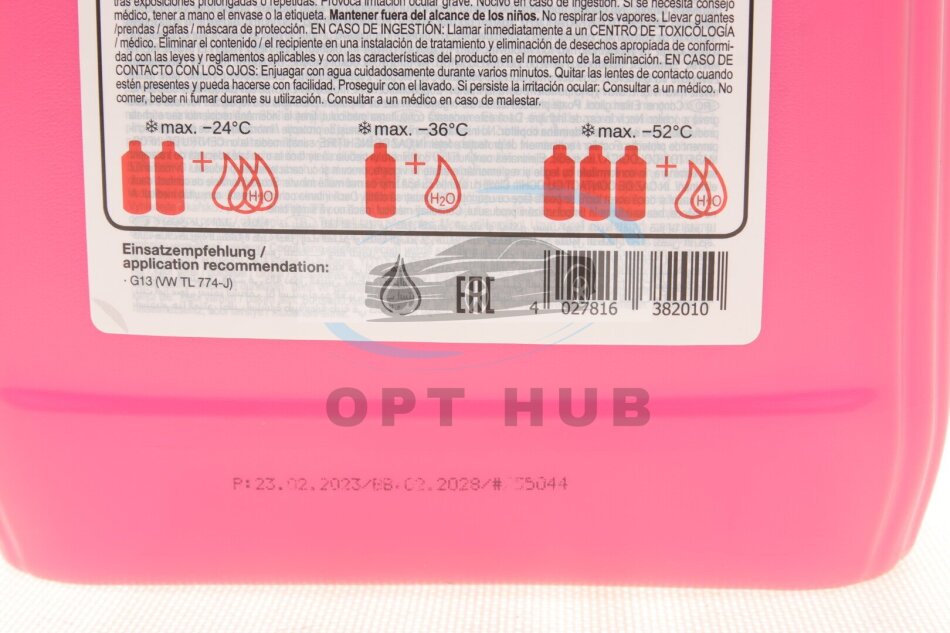 tras exposiciones prolongadas o repetidas. Provoca irritación ocular grave. Nocivo en caso de ingestión. Si se necesita consejo
médico, tener a mano el envase o la etiqueta. Mantener fuera del alcance de los niños. No respirar los vapores. Llevar guantes
/prendas / gafas / máscara de protección. EN CASO DE INGESTIÓN: Llamar inmediatamente a un CENTRO DE TOXICOLOGÍA
/ médico. Eliminar el contenido / el recipiente en una instalación de tratamiento y eliminación de desechos apropiada de conformi-
dad con las leyes y reglamentos aplicables y con las características del producto en el momento de la eliminación. EN CASO DE
CONTACTO CON LOS OJOS: Enjuagar con agua cuidadosamente durante varios minutos. Quitar las lentes de contacto cuando
estén presentes y pueda hacerse con facilidad. Proseguir con el lavado. Si persiste la irritación ocular: Consultar a un médico. No
comer, beber ni fumar durante su utilización. Consultar a un médico en caso de malestar.
max. −24°C max. −36°C max. −52°C
+ H₂O + H₂O + H₂O
Einsatzempfehlung /
application recommendation:
· G13 (VW TL 774-J)
EAC
4 027816 382010
OPT HUB
P:23.02.2023/BB.02.2028/#